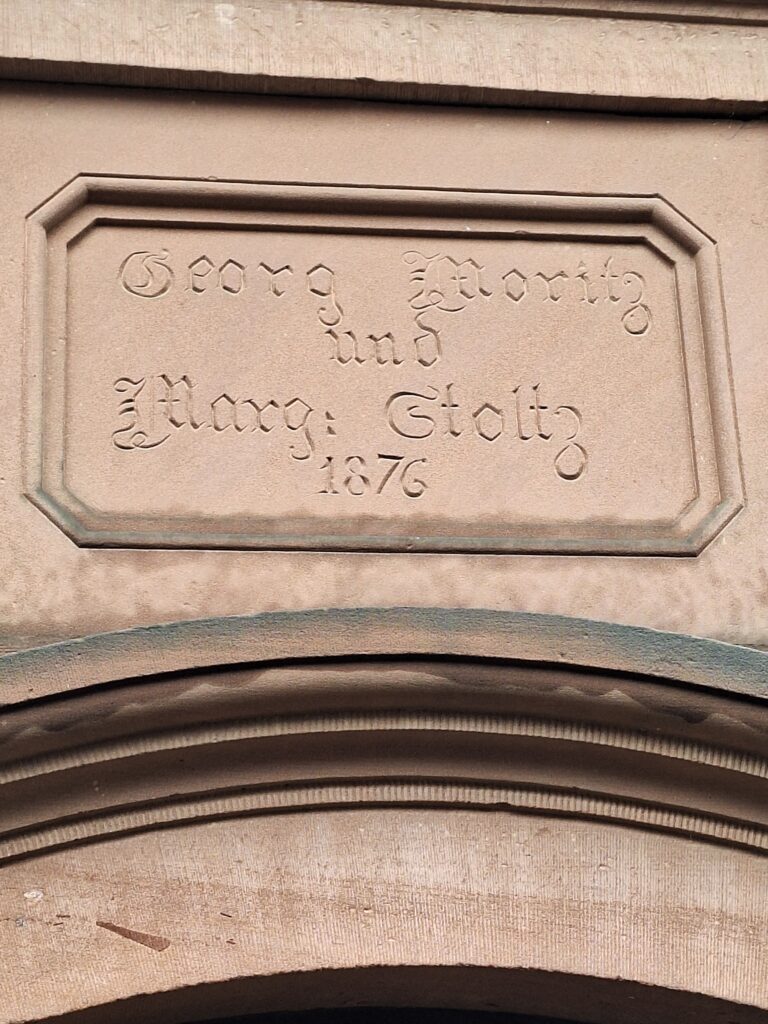 Georg Moritz
und
Marg: Stoltz
1876